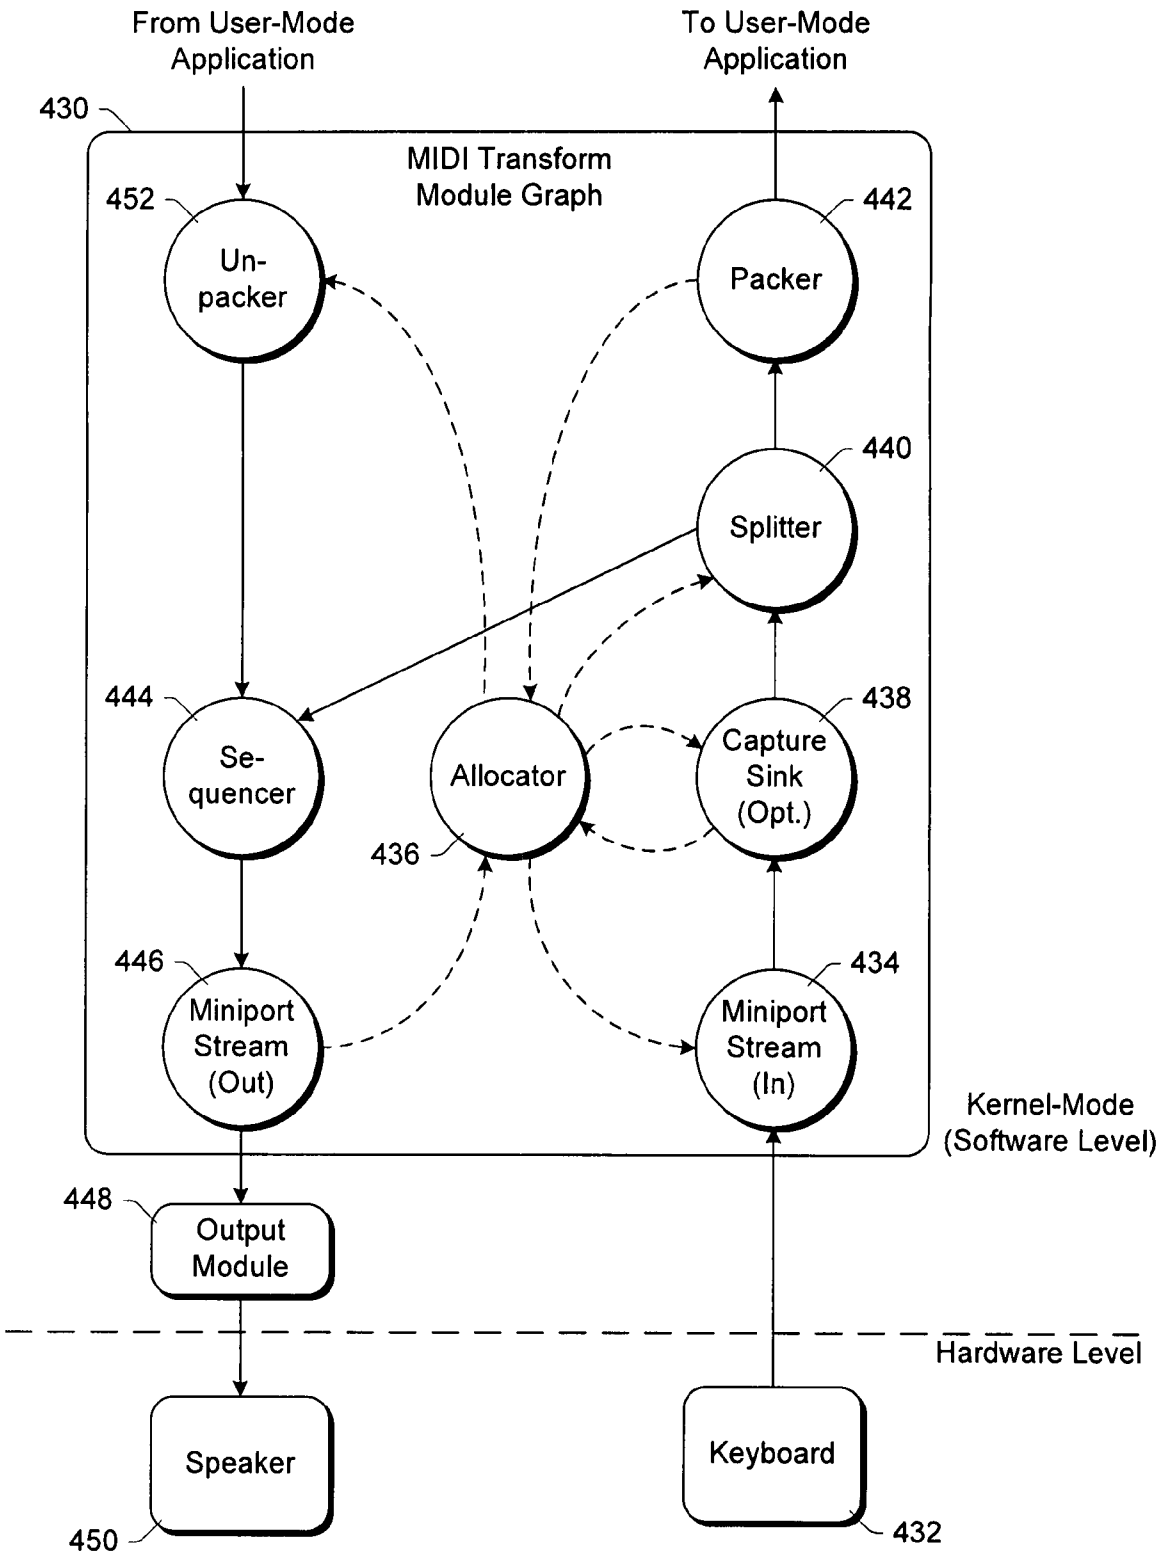 From User-Mode
Application
To User-Mode
Application
430
MIDI Transform
Module Graph
452
442
Un-
packer
Packer
440
Splitter
444
438
Se-
quencer
Allocator
Capture
Sink
(Opt.)
436
446
434
Miniport
Stream
(Out)
Miniport
Stream
(In)
Kernel-Mode
(Software Level)
448
Output
Module
Hardware Level
Speaker
Keyboard
450
432